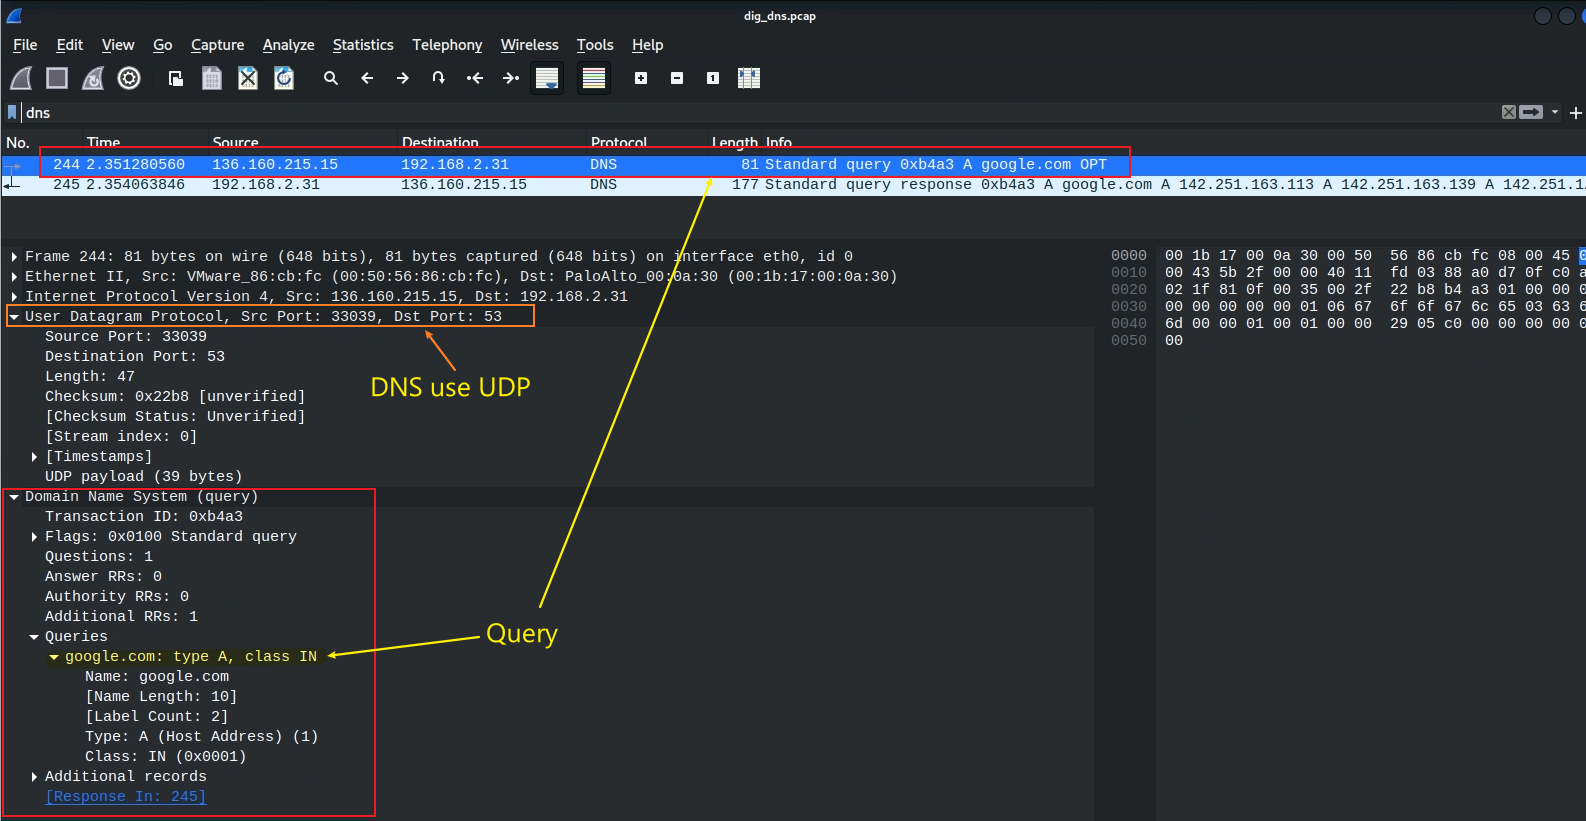 dig_dns.pcap
File Edit View Go Capture Analyze Statistics Telephony Wireless Tools Help
dns
No. Time Source Destination Protocol Length Info
244 2.351280560 136.160.215.15 192.168.2.31 DNS 81 Standard query 0xb4a3 A google.com OPT
245 2.354063846 192.168.2.31 136.160.215.15 DNS 177 Standard query response 0xb4a3 A google.com A 142.251.163.113 A 142.251.163.139 A 142.251.1
Frame 244: 81 bytes on wire (648 bits), 81 bytes captured (648 bits) on interface eth0, id 0
Ethernet II, Src: VMware_86:cb:fc (00:50:56:86:cb:fc), Dst: PaloAlto_00:0a:30 (00:1b:17:00:0a:30)
Internet Protocol Version 4, Src: 136.160.215.15, Dst: 192.168.2.31
User Datagram Protocol, Src Port: 33039, Dst Port: 53
Source Port: 33039
Destination Port: 53
Length: 47
DNS use UDP
Checksum: 0x22b8 [unverified]
[Checksum Status: Unverified]
[Stream index: 0]
[Timestamps]
UDP payload (39 bytes)
Domain Name System (query)
Transaction ID: 0xb4a3
Flags: 0x0100 Standard query
Questions: 1
Answer RRs: 0
Authority RRs: 0
Additional RRs: 1
Queries
Query
google.com: type A, class IN
Name: google.com
[Name Length: 10]
[Label Count: 2]
Type: A (Host Address) (1)
Class: IN (0x0001)
Additional records
[Response In: 245]
0000 00 1b 17 00 0a 30 00 50 56 86 cb fc 08 00 45 0
0010 00 43 5b 2f 00 00 40 11 fd 03 88 a0 d7 0f c0 a
0020 02 1f 81 0f 00 35 00 2f 22 b8 b4 a3 01 00 00 0
0030 00 00 00 00 00 01 06 67 6f 6f 67 6c 65 03 63 6
0040 6d 00 00 01 00 01 00 00 29 05 c0 00 00 00 00 0
0050 00